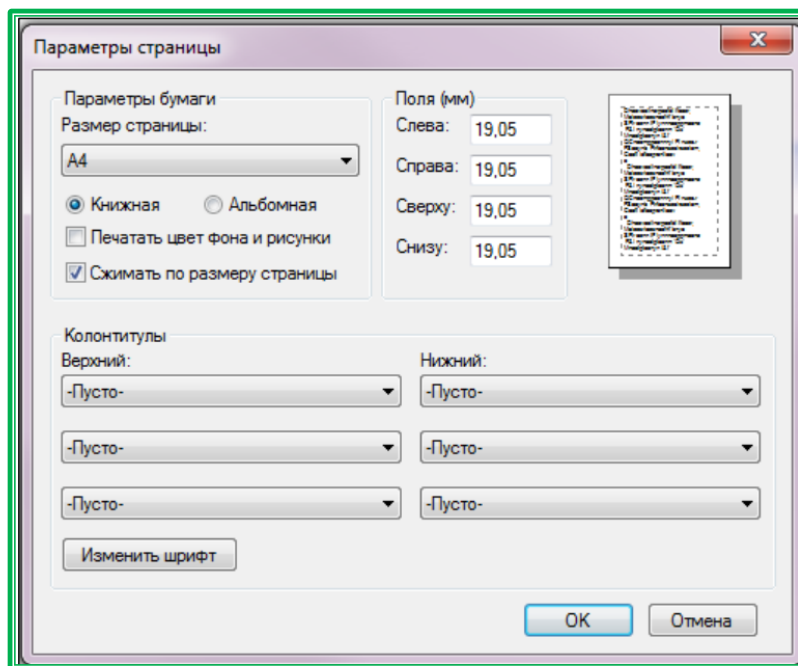 Параметры страницы
Параметры бумаги
Размер страницы:
A4
Книжная Альбомная
Печатать цвет фона и рисунки
Сжимать по размеру страницы
Поля (мм)
Слева: 19,05
Справа: 19,05
Сверху: 19,05
Снизу: 19,05
Колонтитулы
Верхний: Нижний:
-Пусто- -Пусто-
-Пусто- -Пусто-
-Пусто- -Пусто-
Изменить шрифт
OK Отмена